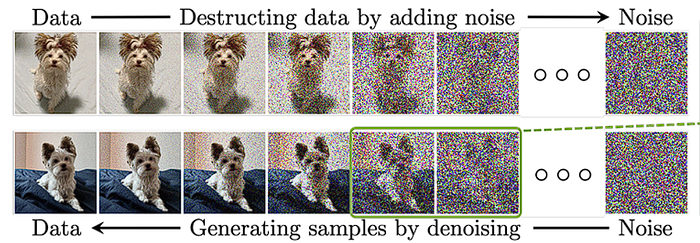 Data Destructing data by adding noise Noise
Data Generating samples by denoising Noise